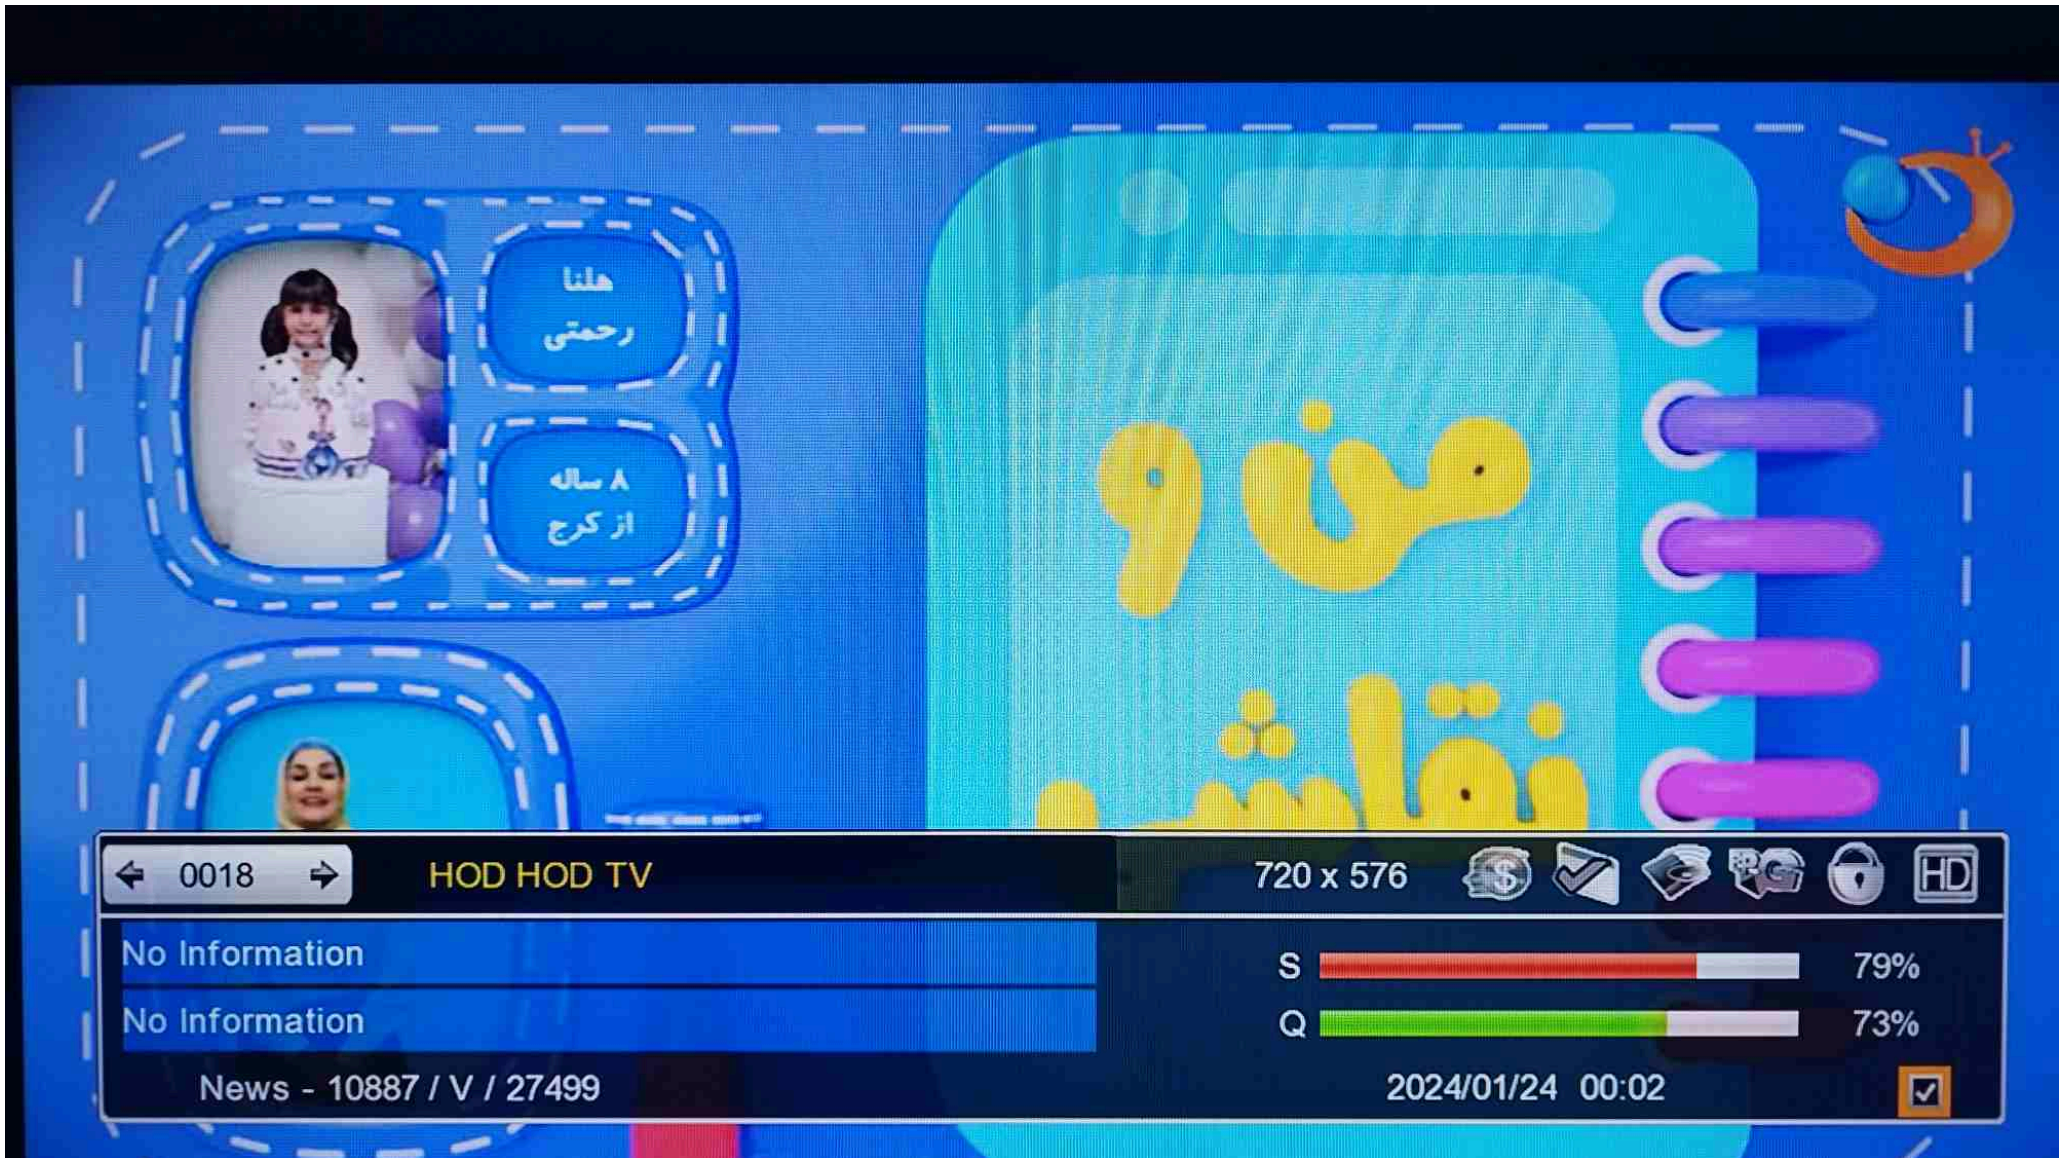 هلنا
رحمتی
۸ ساله
از کرج
من و
نقاشی
0018
HOD HOD TV
720 x 576
$
HD
No Information
No Information
S
79%
Q
73%
News - 10887 / V / 27499
2024/01/24 00:02